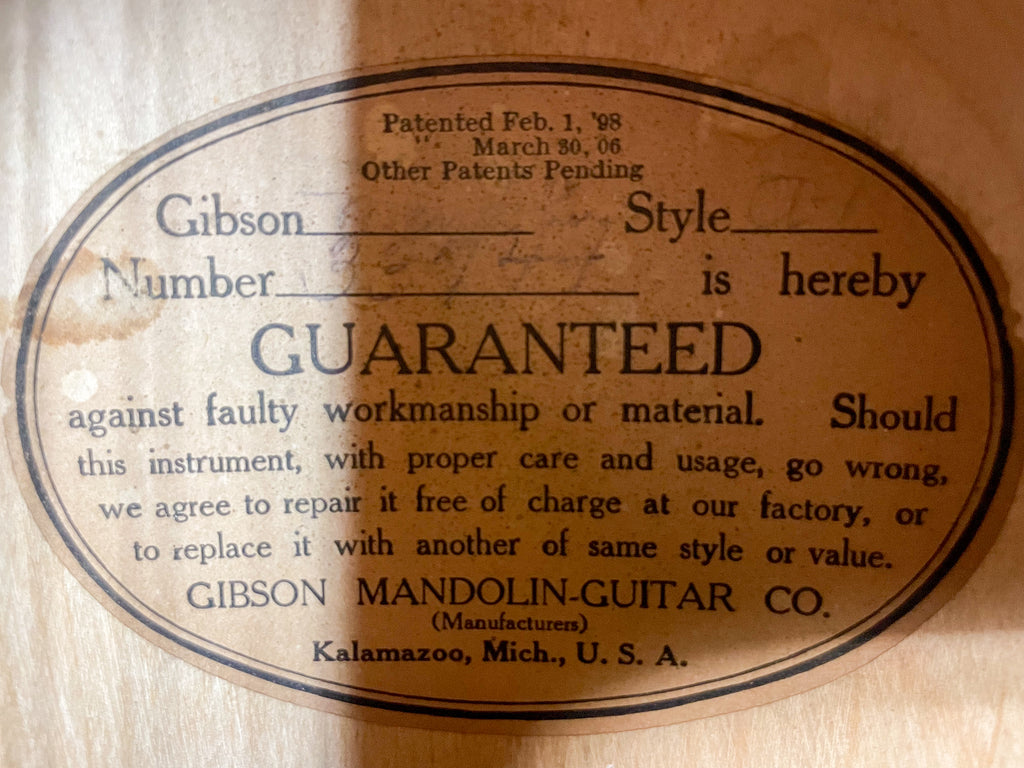 Patented Feb. 1, '98
" March 30, 06
Other Patents Pending
Gibson Style
Number is hereby
GUARANTEED
against faulty workmanship or material. Should
this instrument, with proper care and usage, go wrong,
we agree to repair it free of charge at our factory, or
to replace it with another of same style or value.
GIBSON MANDOLIN-GUITAR CO.
(Manufacturers)
Kalamazoo, Mich., U. S. A.